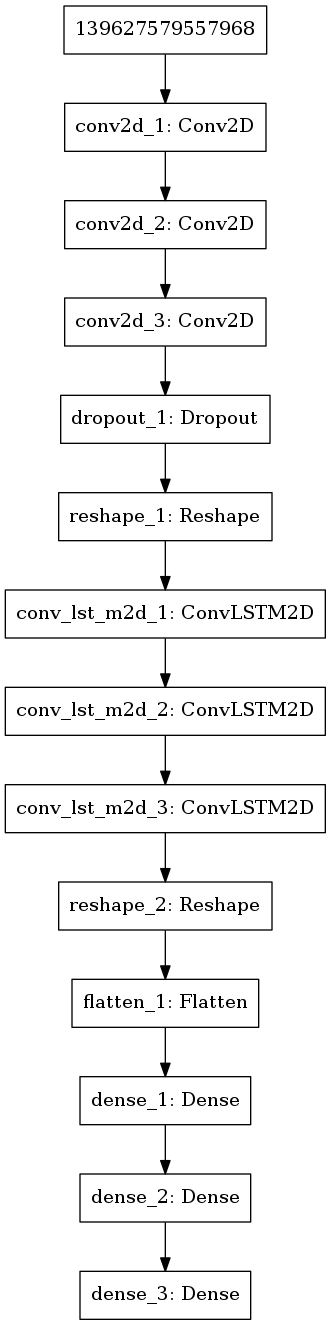 139627579557968
conv2d_1: Conv2D
conv2d_2: Conv2D
conv2d_3: Conv2D
dropout_1: Dropout
reshape_1: Reshape
conv_lst_m2d_1: ConvLSTM2D
conv_lst_m2d_2: ConvLSTM2D
conv_lst_m2d_3: ConvLSTM2D
reshape_2: Reshape
flatten_1: Flatten
dense_1: Dense
dense_2: Dense
dense_3: Dense